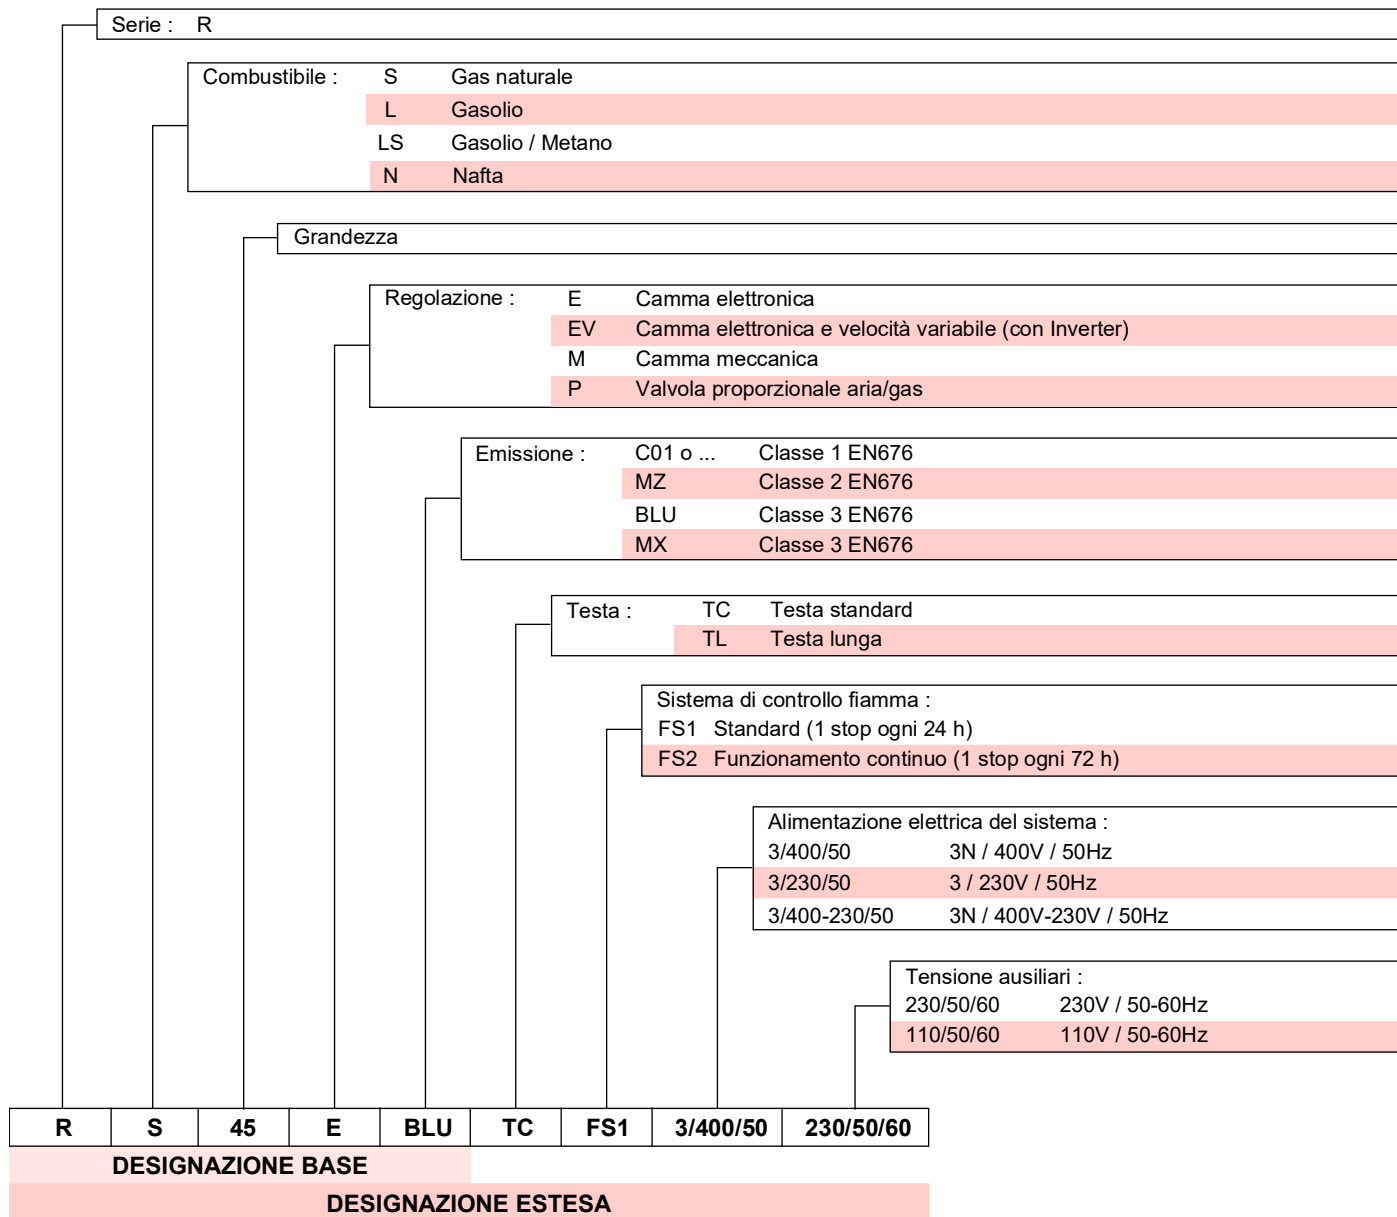 Serie : R
Combustibile : S Gas naturale
L Gasolio
LS Gasolio / Metano
N Nafta
Grandezza
Regolazione : E Camma elettronica
EV Camma elettronica e velocità variabile (con Inverter)
M Camma meccanica
P Valvola proporzionale aria/gas
Emissione : C01 o ... Classe 1 EN676
MZ Classe 2 EN676
BLU Classe 3 EN676
MX Classe 3 EN676
Testa : TC Testa standard
TL Testa lunga
Sistema di controllo fiamma :
FS1 Standard (1 stop ogni 24 h)
FS2 Funzionamento continuo (1 stop ogni 72 h)
Alimentazione elettrica del sistema :
3/400/50 3N / 400V / 50Hz
3/230/50 3 / 230V / 50Hz
3/400-230/50 3N / 400V-230V / 50Hz
Tensione ausiliari :
230/50/60 230V / 50-60Hz
110/50/60 110V / 50-60Hz
R S 45 E BLU TC FS1 3/400/50 230/50/60
DESIGNAZIONE BASE
DESIGNAZIONE ESTESA